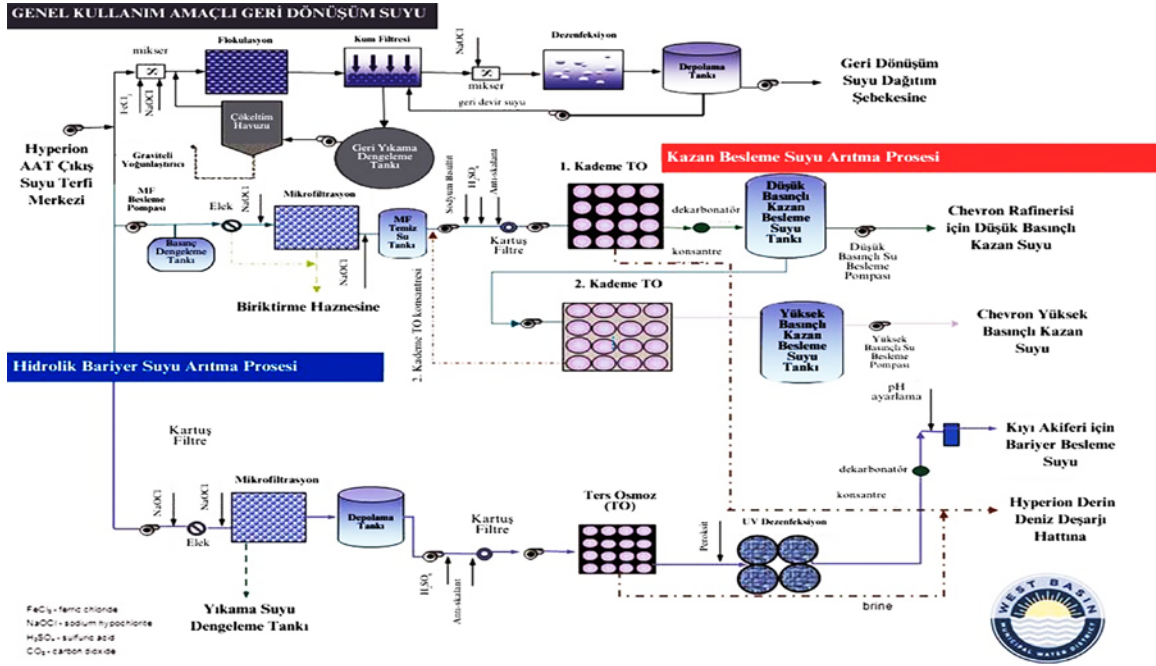 GENEL KULLANIM AMAÇLI GERİ DÖNÜŞÜM SUYU
mikser
Flokulasyon
Kum Filtresi
NaOCl
mikser
Dezenfeksiyon
Depolama
Tankı
Geri Dönüşüm
Suyu Dağıtım
Şebekesine
geri devir suyu
FeCl3
NaOCl
Çökeltim
Havuzu
Geri Yıkama
Dengeleme
Tankı
Graviteli
Yoğunlaştırıcı
Hyperion
AAT Çıkış
Suyu Terfi
Merkezi
Kazan Besleme Suyu Arıtma Prosesi
MF
Besleme
Pompası
Basınç
Dengeleme
Tankı
Elek
NaOCl
Mikrofiltrasyon
NaOCl
MF
Temiz
Su
Tankı
Sodyum Bisülfit
H2SO4
Anti-skalant
Kartuş
Filtre
1. Kademe TO
dekarbonatör
konsantre
Düşük
Basınçlı
Kazan
Besleme
Suyu
Tankı
Düşük
Basınçlı Su
Besleme
Pompası
Chevron Rafinerisi
için Düşük Basınçlı
Kazan Suyu
Biriktirme Haznesine
2. Kademe TO konsantresi
2. Kademe TO
Yüksek
Basınçlı
Kazan
Besleme
Suyu
Tankı
Yüksek
Basınçlı Su
Besleme
Pompası
Chevron Yüksek
Basınçlı Kazan
Suyu
Hidrolik Bariyer Suyu Arıtma Prosesi
pH
ayarlama
Kıyı Akiferi için
Bariyer Besleme
Suyu
dekarbonatör
konsantre
Hyperion Derin
Deniz Deşarjı
Hattına
Kartuş
Filtre
NaOCl
Elek
NaOCl
Mikrofiltrasyon
Depolama
Tankı
H2SO4
Anti-skalant
Kartuş
Filtre
Ters Osmoz
(TO)
Peroksit
UV Dezenfeksiyon
brine
Yıkama Suyu
Dengeleme Tankı
FeCl3 - ferric chloride
NaOCl - sodium hypochlorite
H2SO4 - sulfuric acid
CO2 - carbon dioxide
WEST BASIN
MUNICIPAL WATER DISTRICT